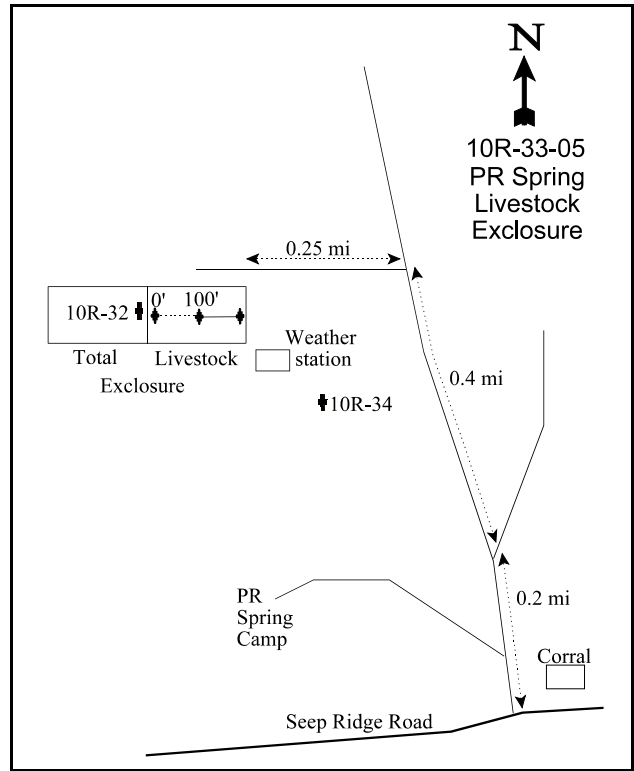 N
10R-33-05
PR Spring
Livestock
Exclosure
0.25 mi
10R-32
0'
100'
Total
Livestock
Exclosure
Weather
station
10R-34
0.4 mi
0.2 mi
PR
Spring
Camp
Corral
Seep Ridge Road